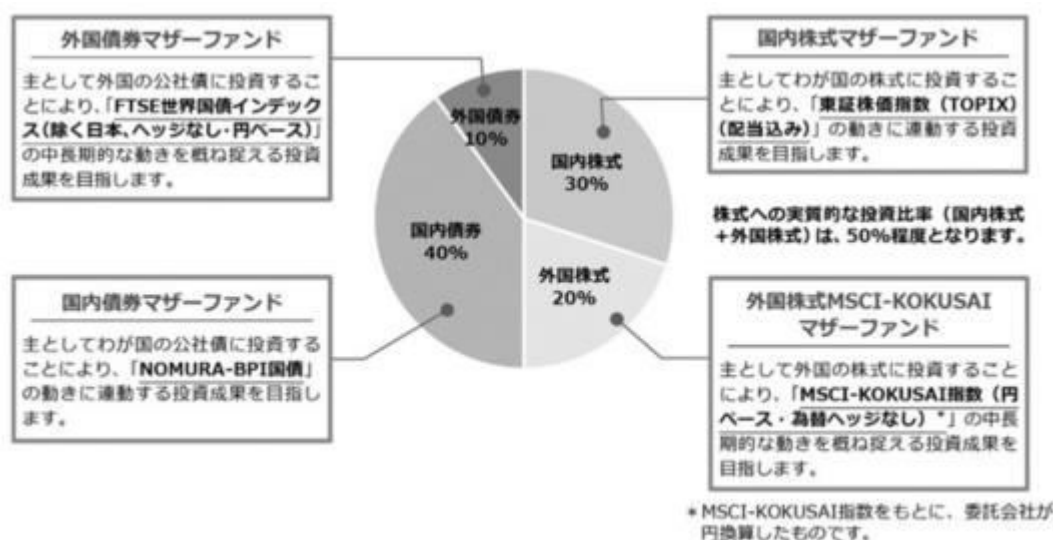 外国債券マザーファンド
主として外国の公社債に投資するこ
とにより、「FTSE世界国債インデック
ス(除く日本、ヘッジなし・円ベース)」
の中長期的な動きを概ね捉える投資
成果を目指します。
国内株式マザーファンド
主としてわが国の株式に投資するこ
とにより、「東証株価指数（TOPIX）
（配当込み）」の動きに連動する投資
成果を目指します。
外国債券
10%
国内株式
30%
国内債券
40%
外国株式
20%
株式への実質的な投資比率（国内株式
+外国株式）は、50%程度となります。
国内債券マザーファンド
主としてわが国の公社債に投資する
ことにより、「NOMURA-BPI国債」
の動きに連動する投資成果を目指し
ます。
外国株式MSCI-KOKUSAI
マザーファンド
主として外国の株式に投資すること
により、「MSCI-KOKUSAI指数（円
ベース・為替ヘッジなし）*」の中長
期的な動きを概ね捉える投資成果を
目指します。
* MSCI-KOKUSAI指数をもとに、委託会社が
円換算したものです。